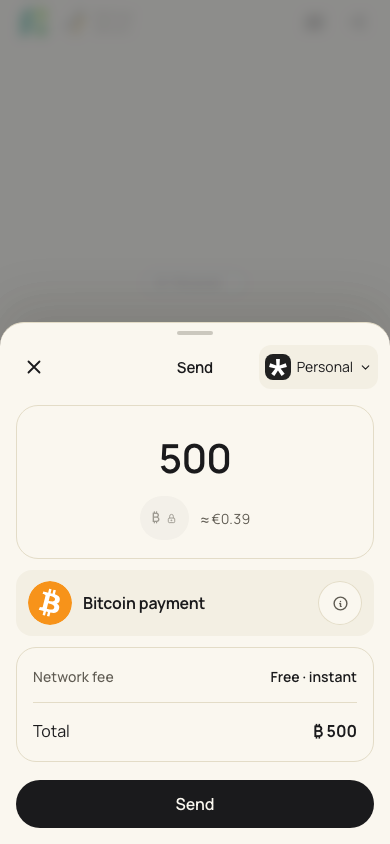 Send
Personal
500
₿
≈ €0.39
Bitcoin payment
Network fee
Free · instant
Total
₿ 500
Send